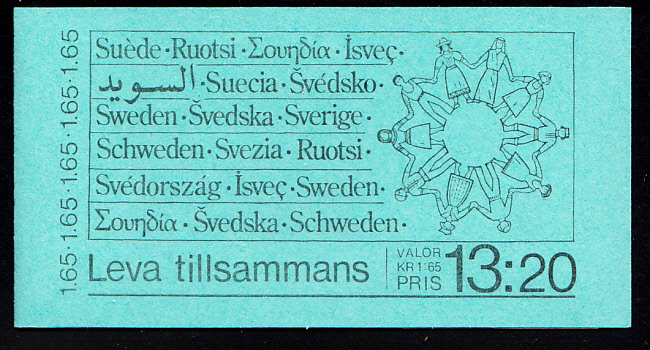 1.65·1.65·1.65·1.65·1.65
Suède·Ruotsi·Σουηδία·İsveç·
السويد·Suecia·Švédsko·
Sweden·Švedska·Sverige·
Schweden·Svezia·Ruotsi·
Svédország·İsveç·Sweden·
Σουηδία·Švedska·Schweden·
Leva tillsammans
VALÖR
KR 1:65
PRIS 13:20